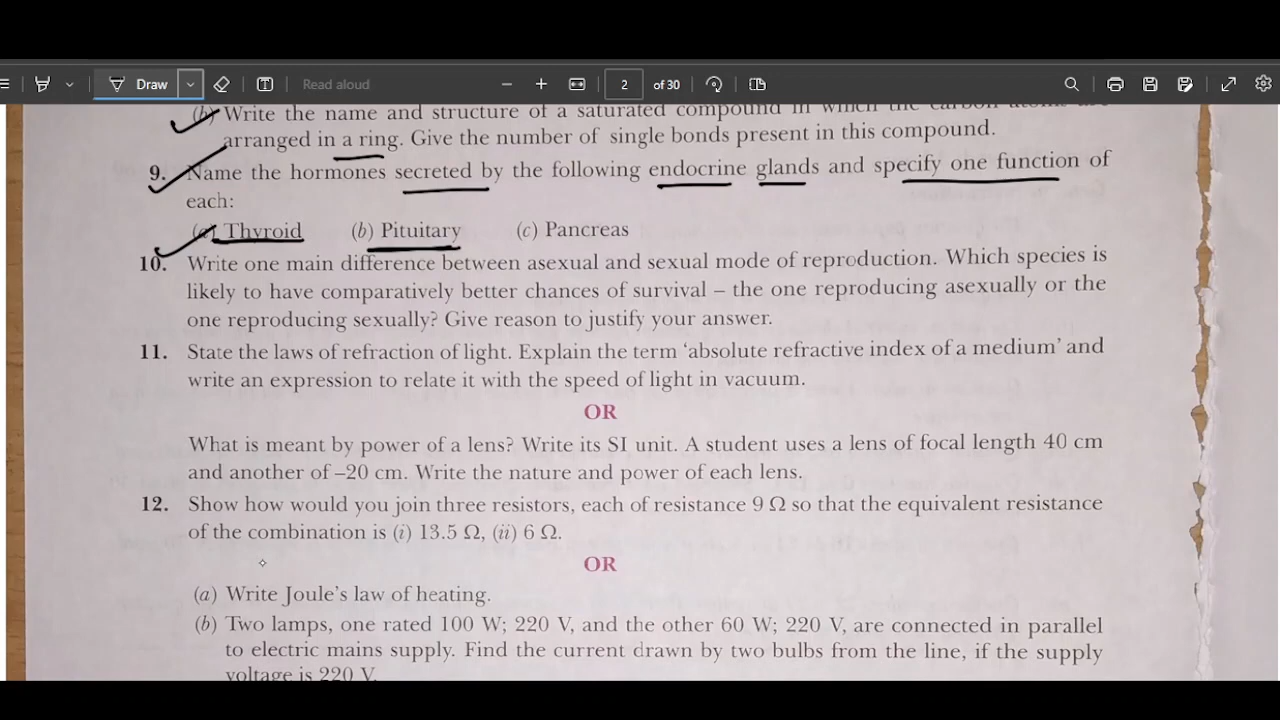 Draw
Read aloud
2 of 30
(b) Write the name and structure of a saturated compound in which the carbon atoms are
arranged in a ring. Give the number of single bonds present in this compound.
9. Name the hormones secreted by the following endocrine glands and specify one function of
each:
(a) Thyroid (b) Pituitary (c) Pancreas
10. Write one main difference between asexual and sexual mode of reproduction. Which species is
likely to have comparatively better chances of survival – the one reproducing asexually or the
one reproducing sexually? Give reason to justify your answer.
11. State the laws of refraction of light. Explain the term ‘absolute refractive index of a medium’ and
write an expression to relate it with the speed of light in vacuum.
OR
What is meant by power of a lens? Write its SI unit. A student uses a lens of focal length 40 cm
and another of –20 cm. Write the nature and power of each lens.
12. Show how would you join three resistors, each of resistance 9 Ω so that the equivalent resistance
of the combination is (i) 13.5 Ω, (ii) 6 Ω.
OR
(a) Write Joule’s law of heating.
(b) Two lamps, one rated 100 W; 220 V, and the other 60 W; 220 V, are connected in parallel
to electric mains supply. Find the current drawn by two bulbs from the line, if the supply
voltage is 220 V.